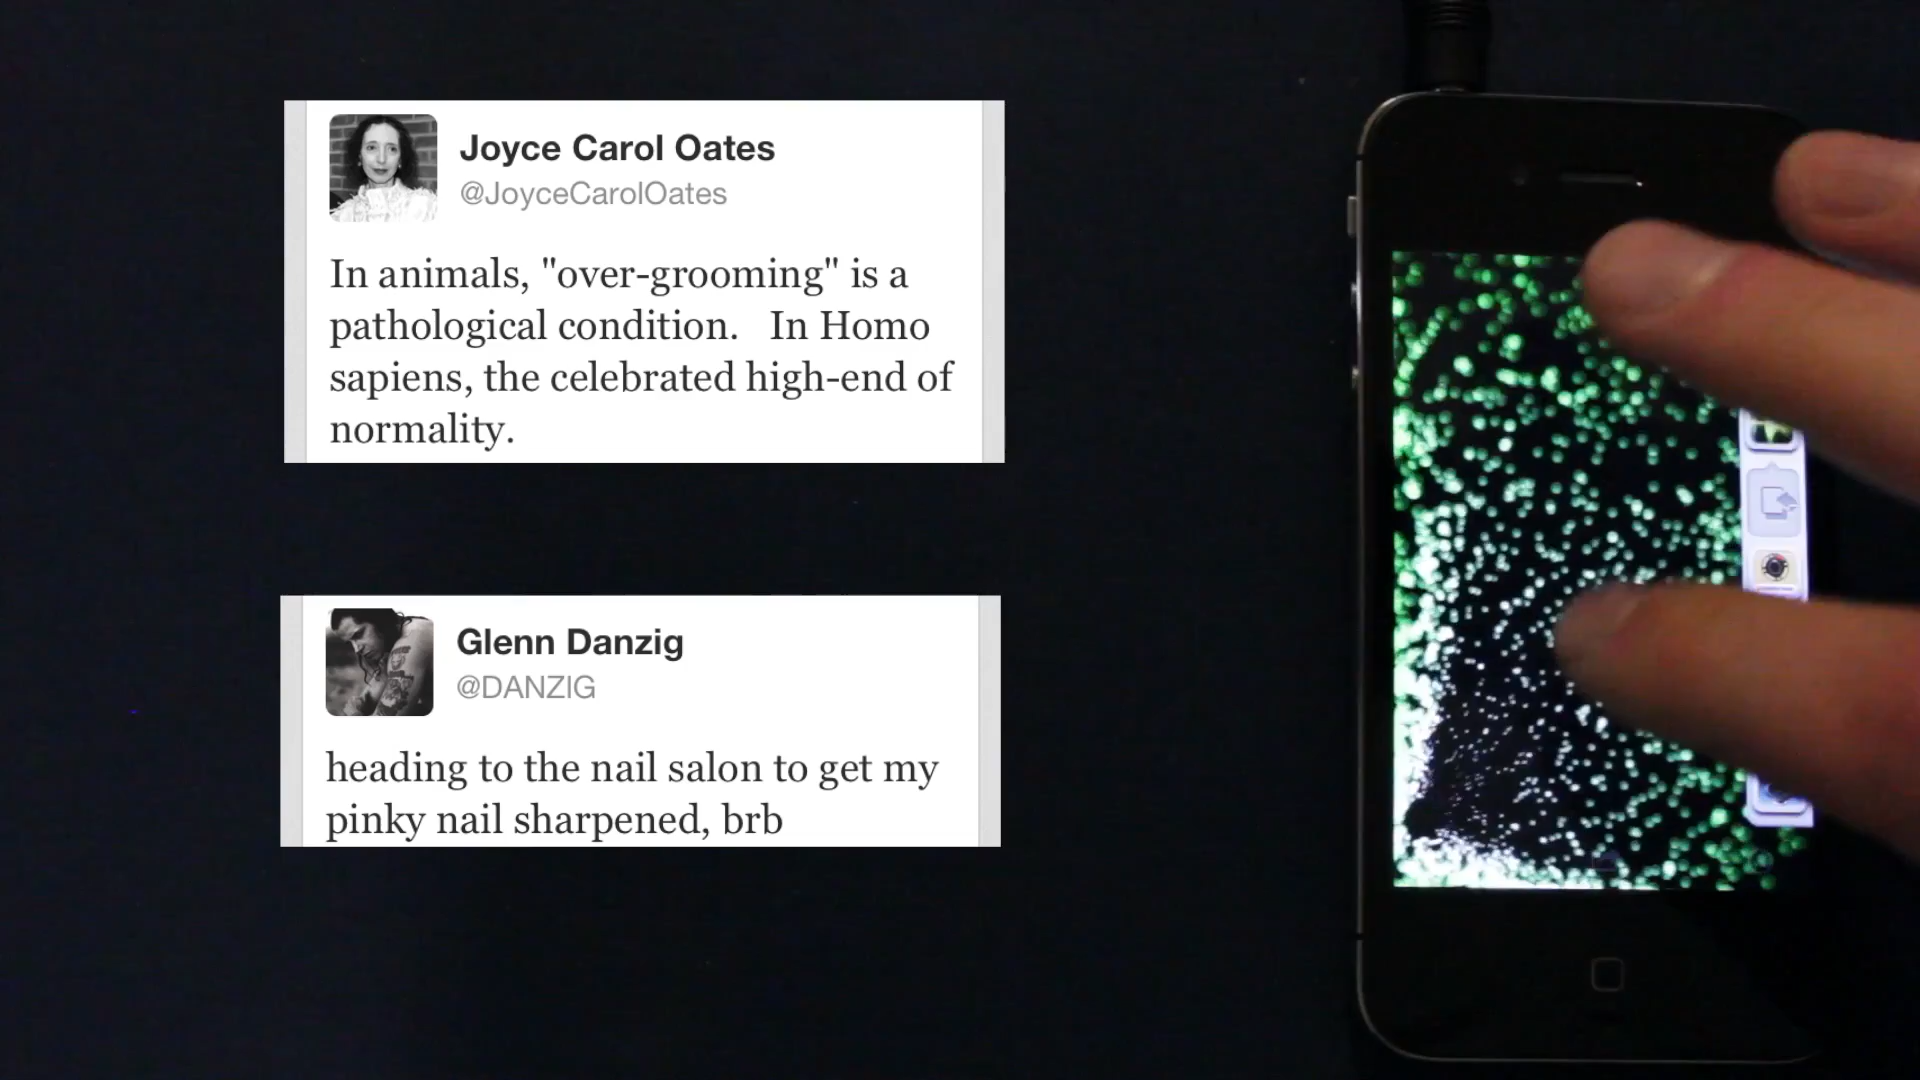 Joyce Carol Oates
@JoyceCarolOates
In animals, "over-grooming" is a
pathological condition.   In Homo
sapiens, the celebrated high-end of
normality.
Glenn Danzig
@DANZIG
heading to the nail salon to get my
pinky nail sharpened, brb